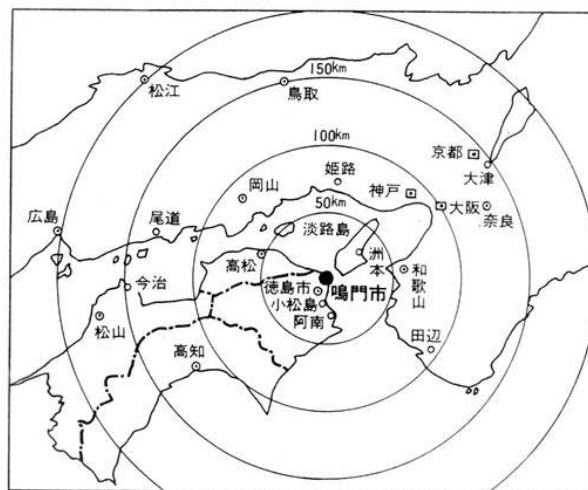 150km
松江
鳥取
100km
京都
大津
姫路
神戸
岡山
50km
大阪
奈良
広島
尾道
淡路島
洲本
高松
和歌山
今治
徳島市
鳴門市
小松島
阿南
松山
高知
田辺